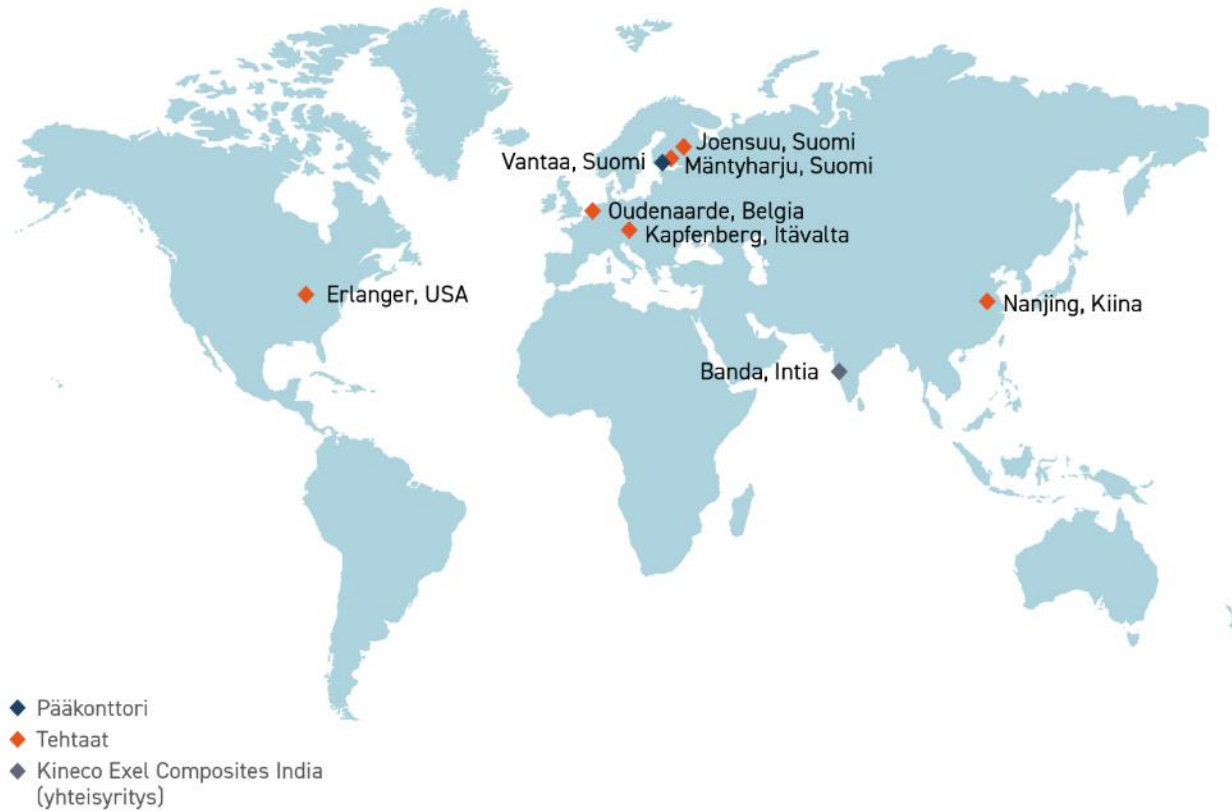 Joensuu, Suomi
Vantaa, Suomi
Mäntyharju, Suomi
Oudenaarde, Belgia
Kapfenberg, Itävalta
Erlanger, USA
Nanjing, Kiina
Banda, Intia
Pääkonttori
Tehtaat
Kineco Exel Composites India
(yhteisyritys)